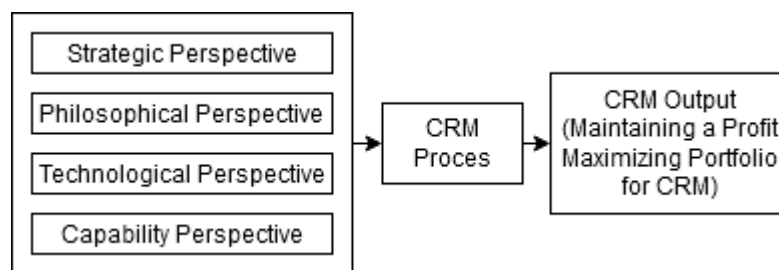 Strategic Perspective
Philosophical Perspective
Technological Perspective
Capability Perspective
CRM
Proces
CRM Output
(Maintaining a Profit
Maximizing Portfolio
for CRM)